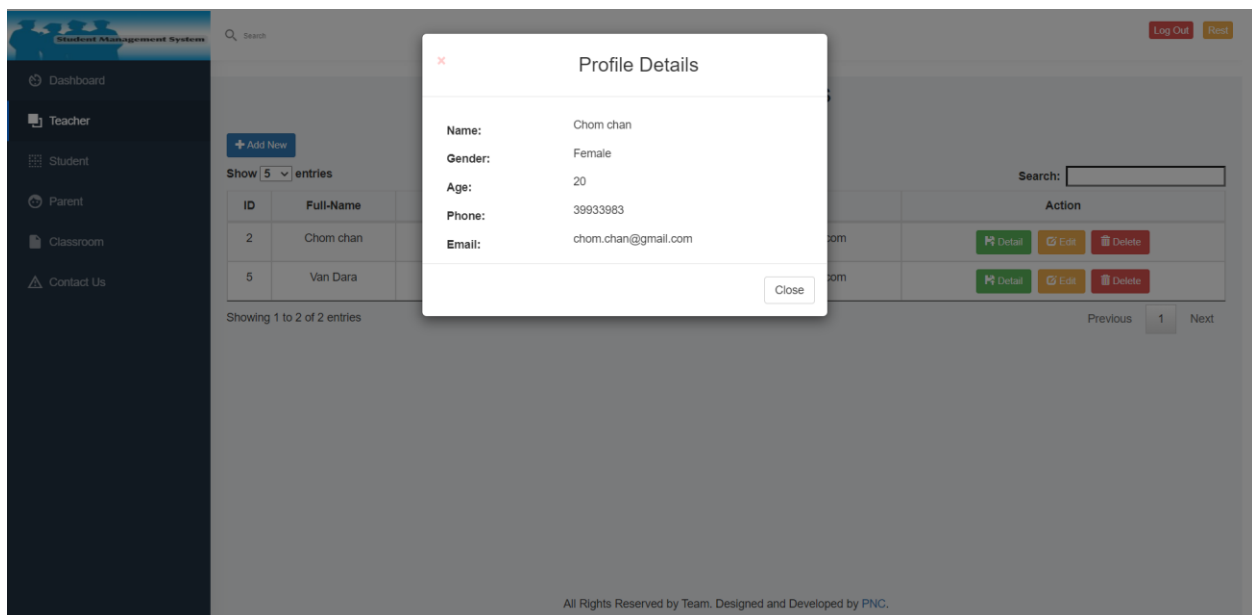 Student Management System
Search
Log Out Rest
Dashboard
Teacher
Student
Parent
Classroom
Contact Us
Profile Details
Name: Chom chan
Gender: Female
Age: 20
Phone: 39933983
Email: chom.chan@gmail.com
Close
Add New
Show 5 entries
Search:
ID Full-Name Action
2 Chom chan com Detail Edit Delete
5 Van Dara com Detail Edit Delete
Showing 1 to 2 of 2 entries
Previous 1 Next
All Rights Reserved by Team. Designed and Developed by PNC.